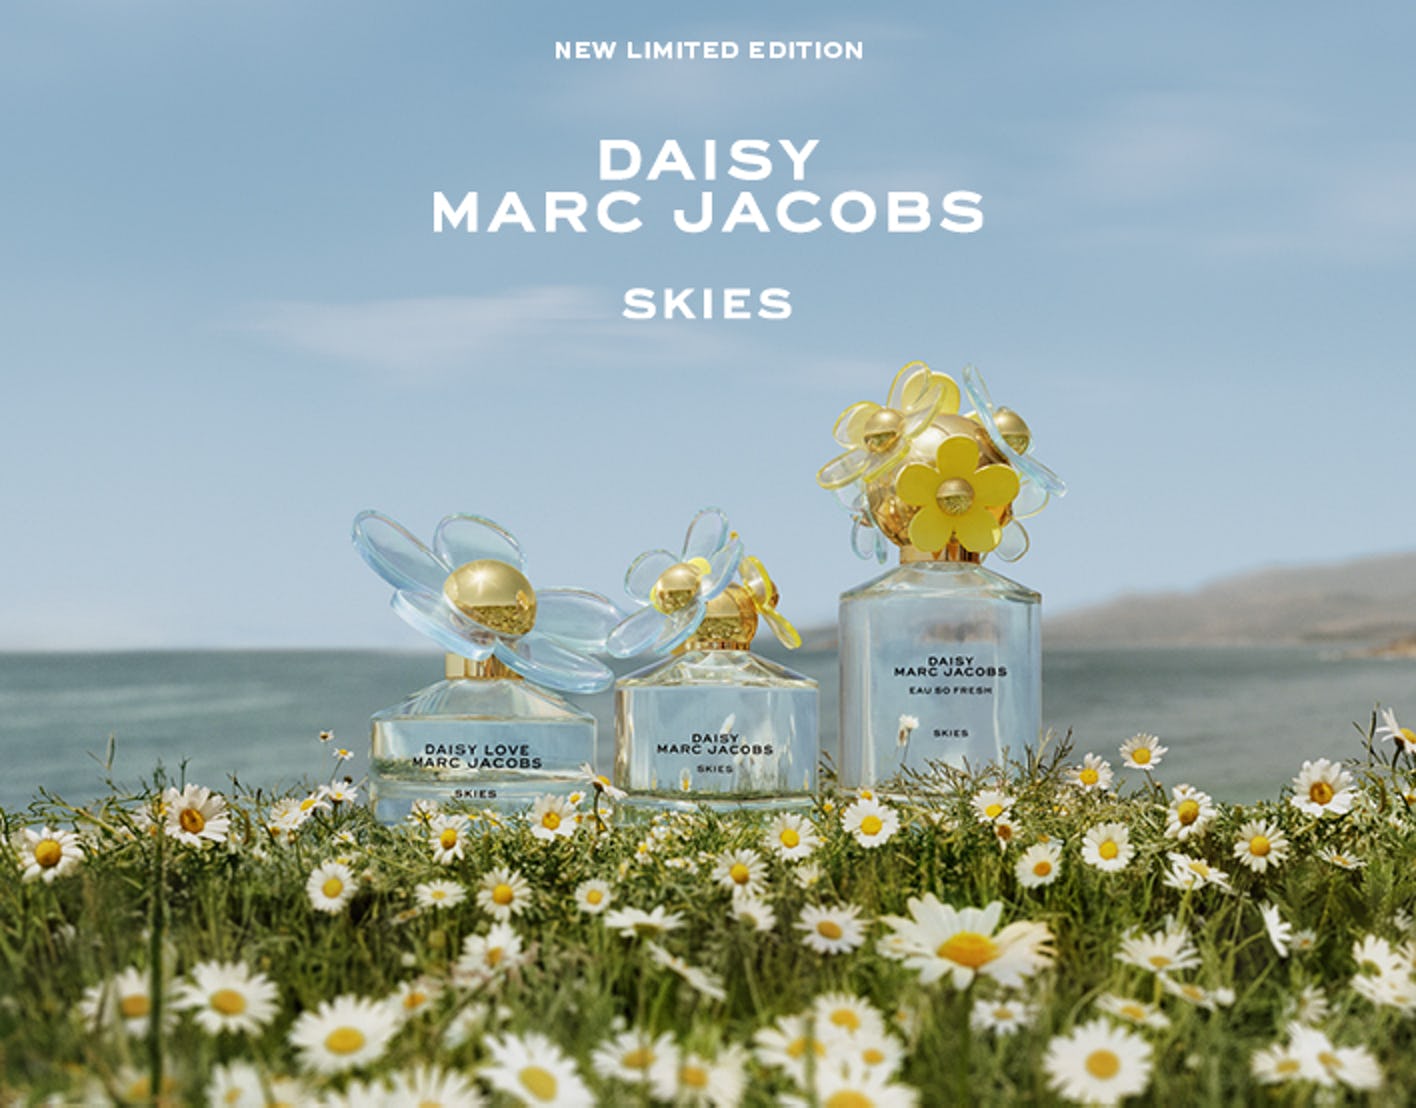 NEW LIMITED EDITION
DAISY
MARC JACOBS
SKIES
DAISY LOVE
MARC JACOBS
SKIES
DAISY
MARC JACOBS
SKIES
DAISY
MARC JACOBS
EAU SO FRESH
SKIES